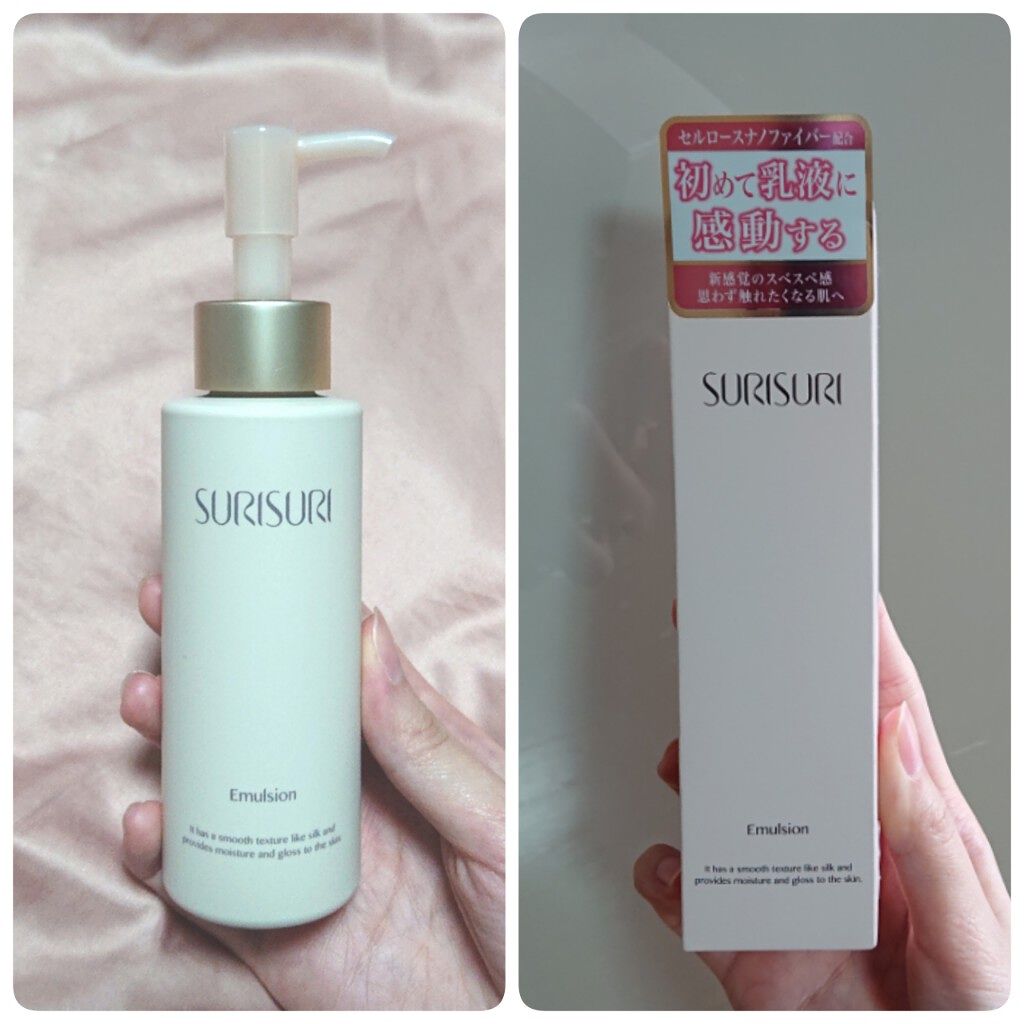 SURISURI
Emulsion
It has a smooth texture like silk and
provides moisture and gloss to the skin.
セルロースナノファイバー配合
初めて乳液に
感動する
新感覚のスベスベ感
思わず触れたくなる肌へ
SURISURI
Emulsion
It has a smooth texture like silk and
provides moisture and gloss to the skin.